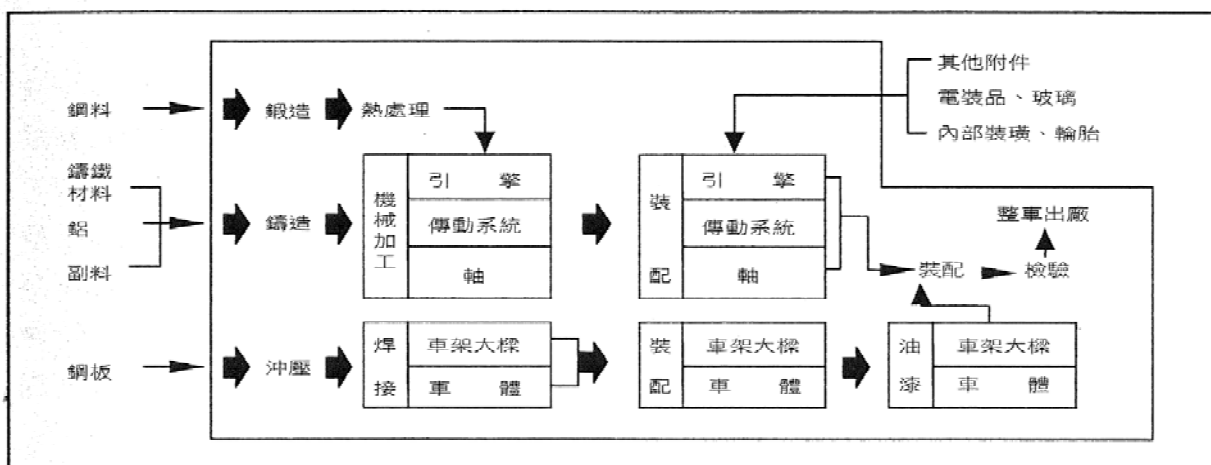 其他附件
電裝品、玻璃
內部裝璜、輪胎
鋼料
鍛造
熱處理
鑄鐵
材料
鋁
副料
鑄造
機械加工
引 擎
傳動系統
軸
裝 配
引 擎
傳動系統
軸
整車出廠
裝配
檢驗
鋼板
沖壓
焊接
車架大樑
車 體
裝配
車架大樑
車 體
油漆
車架大樑
車 體